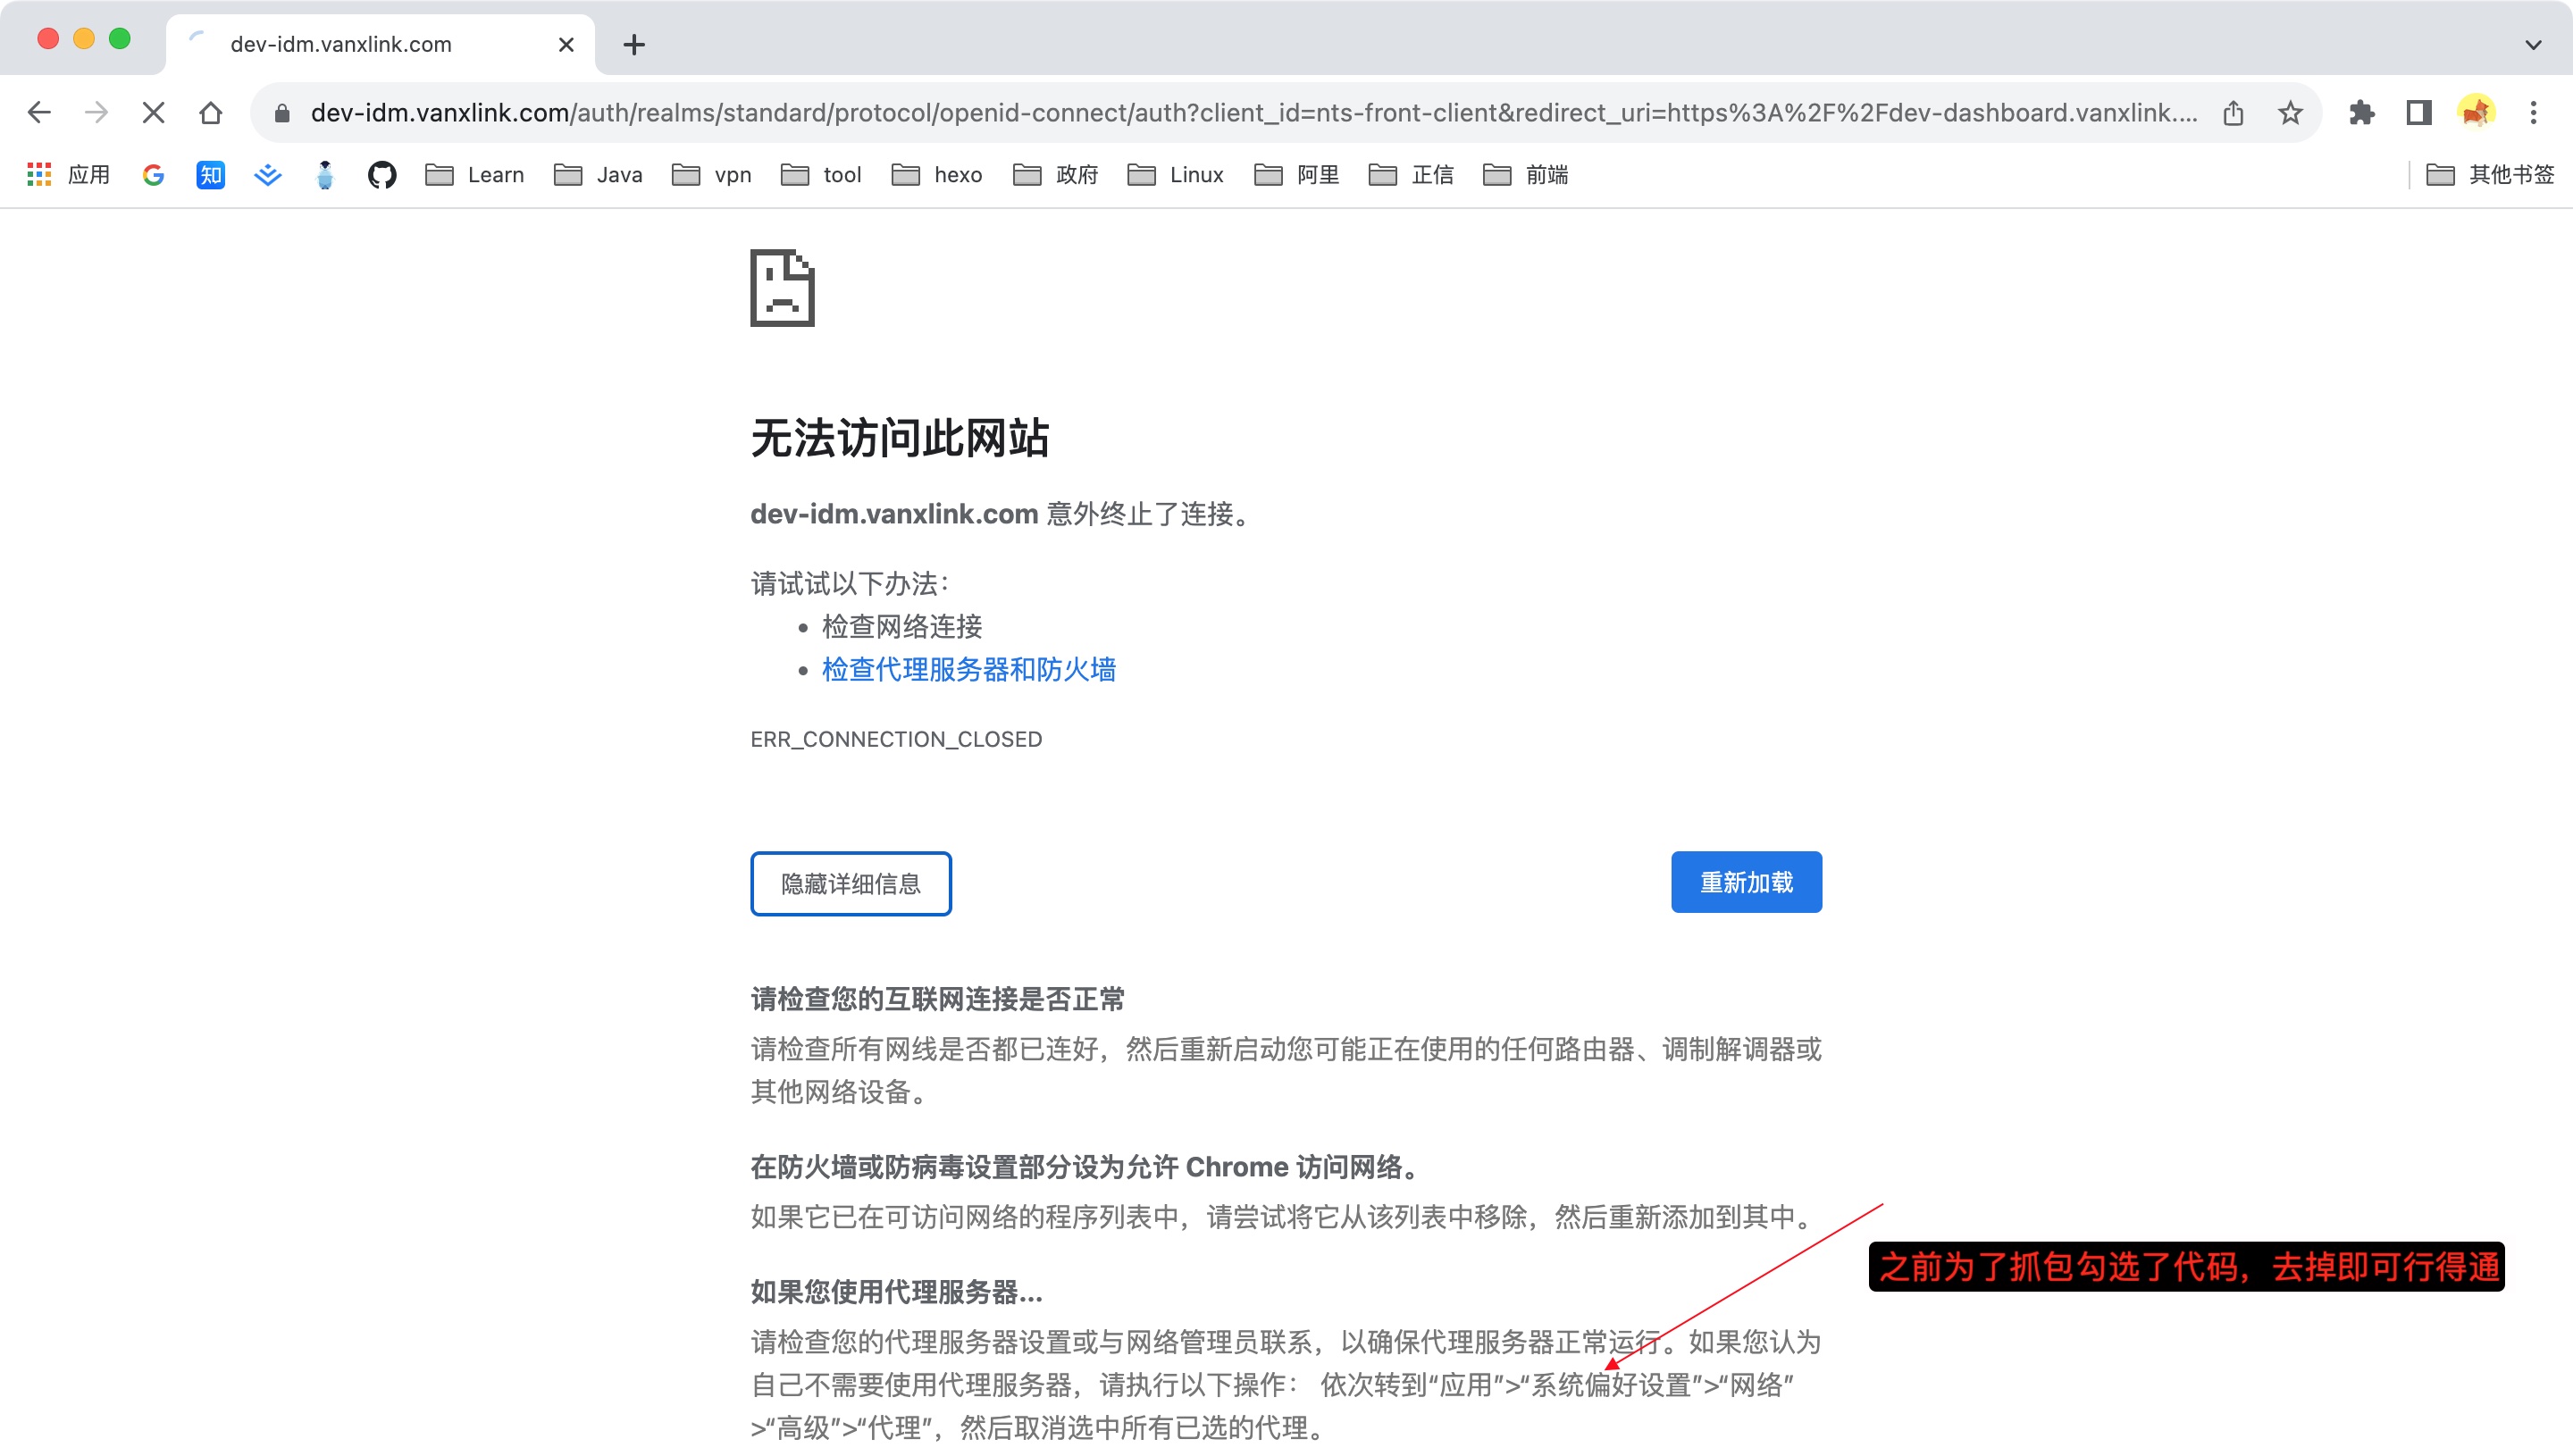 dev-idm.vanxlink.com
dev-idm.vanxlink.com/auth/realms/standard/protocol/openid-connect/auth?client_id=nts-front-client&redirect_uri=https%3A%2F%2Fdev-dashboard.vanxlink....
应用 知 Learn Java vpn tool hexo 政府 Linux 阿里 正信 前端 其他书签
无法访问此网站
dev-idm.vanxlink.com 意外终止了连接。
请试试以下办法：
• 检查网络连接
• 检查代理服务器和防火墙
ERR_CONNECTION_CLOSED
隐藏详细信息
重新加载
请检查您的互联网连接是否正常
请检查所有网线是否都已连好，然后重新启动您可能正在使用的任何路由器、调制解调器或
其他网络设备。
在防火墙或防病毒设置部分设为允许 Chrome 访问网络。
如果它已在可访问网络的程序列表中，请尝试将它从该列表中移除，然后重新添加到其中。
之前为了抓包勾选了代码，去掉即可行得通
如果您使用代理服务器...
请检查您的代理服务器设置或与网络管理员联系，以确保代理服务器正常运行。如果您认为
自己不需要使用代理服务器，请执行以下操作： 依次转到“应用”>“系统偏好设置”>“网络”
>“高级”>“代理”，然后取消选中所有已选的代理。